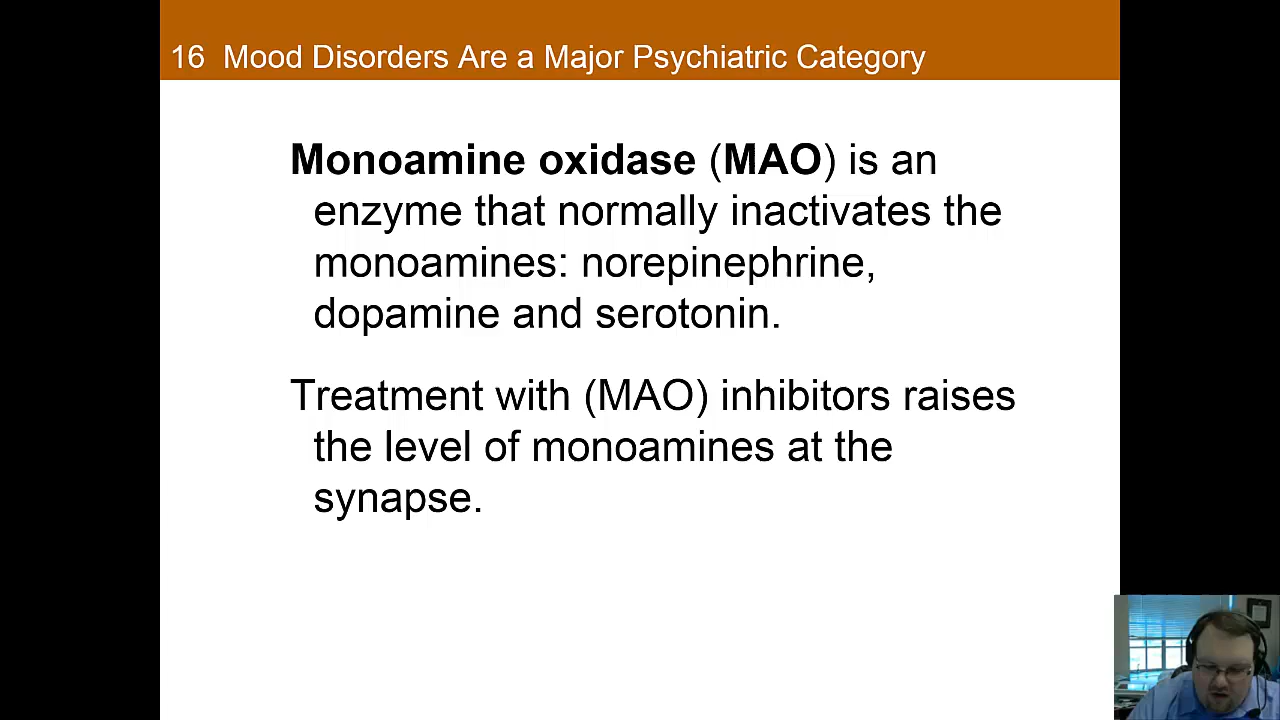 16 Mood Disorders Are a Major Psychiatric Category
Monoamine oxidase (MAO) is an
enzyme that normally inactivates the
monoamines: norepinephrine,
dopamine and serotonin.
Treatment with (MAO) inhibitors raises
the level of monoamines at the
synapse.